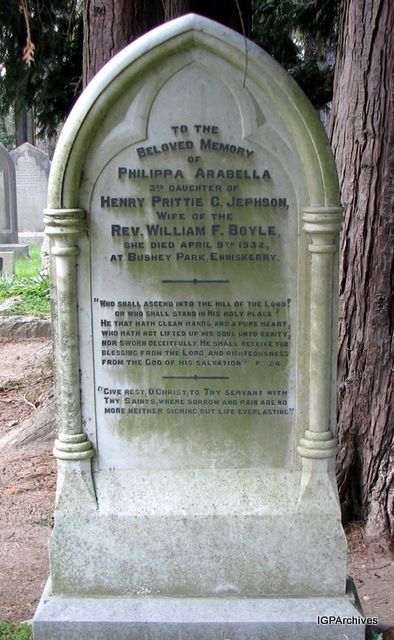 TO THE
BELOVED MEMORY
OF
PHILIPPA ARABELLA
3RD DAUGHTER OF
HENRY PRITTIE C. JEPHSON,
WIFE OF THE
REV. WILLIAM F. BOYLE,
SHE DIED APRIL 9TH 1932,
AT BUSHEY PARK, ENNISKERRY.
"WHO SHALL ASCEND INTO THE HILL OF THE LORD?
OR WHO SHALL STAND IN HIS HOLY PLACE?
HE THAT HATH CLEAN HANDS, AND A PURE HEART,
WHO HATH NOT LIFTED UP HIS SOUL UNTO VANITY,
NOR SWORN DECEITFULLY. HE SHALL RECEIVE THE
BLESSING FROM THE LORD, AND RIGHTEOUSNESS
FROM THE GOD OF HIS SALVATION." P. 24.
"GIVE REST, O CHRIST, TO THY SERVANT WITH
THY SAINTS, WHERE SORROW AND PAIN ARE NO
MORE NEITHER SIGHING BUT LIFE EVERLASTING"
IGPArchives